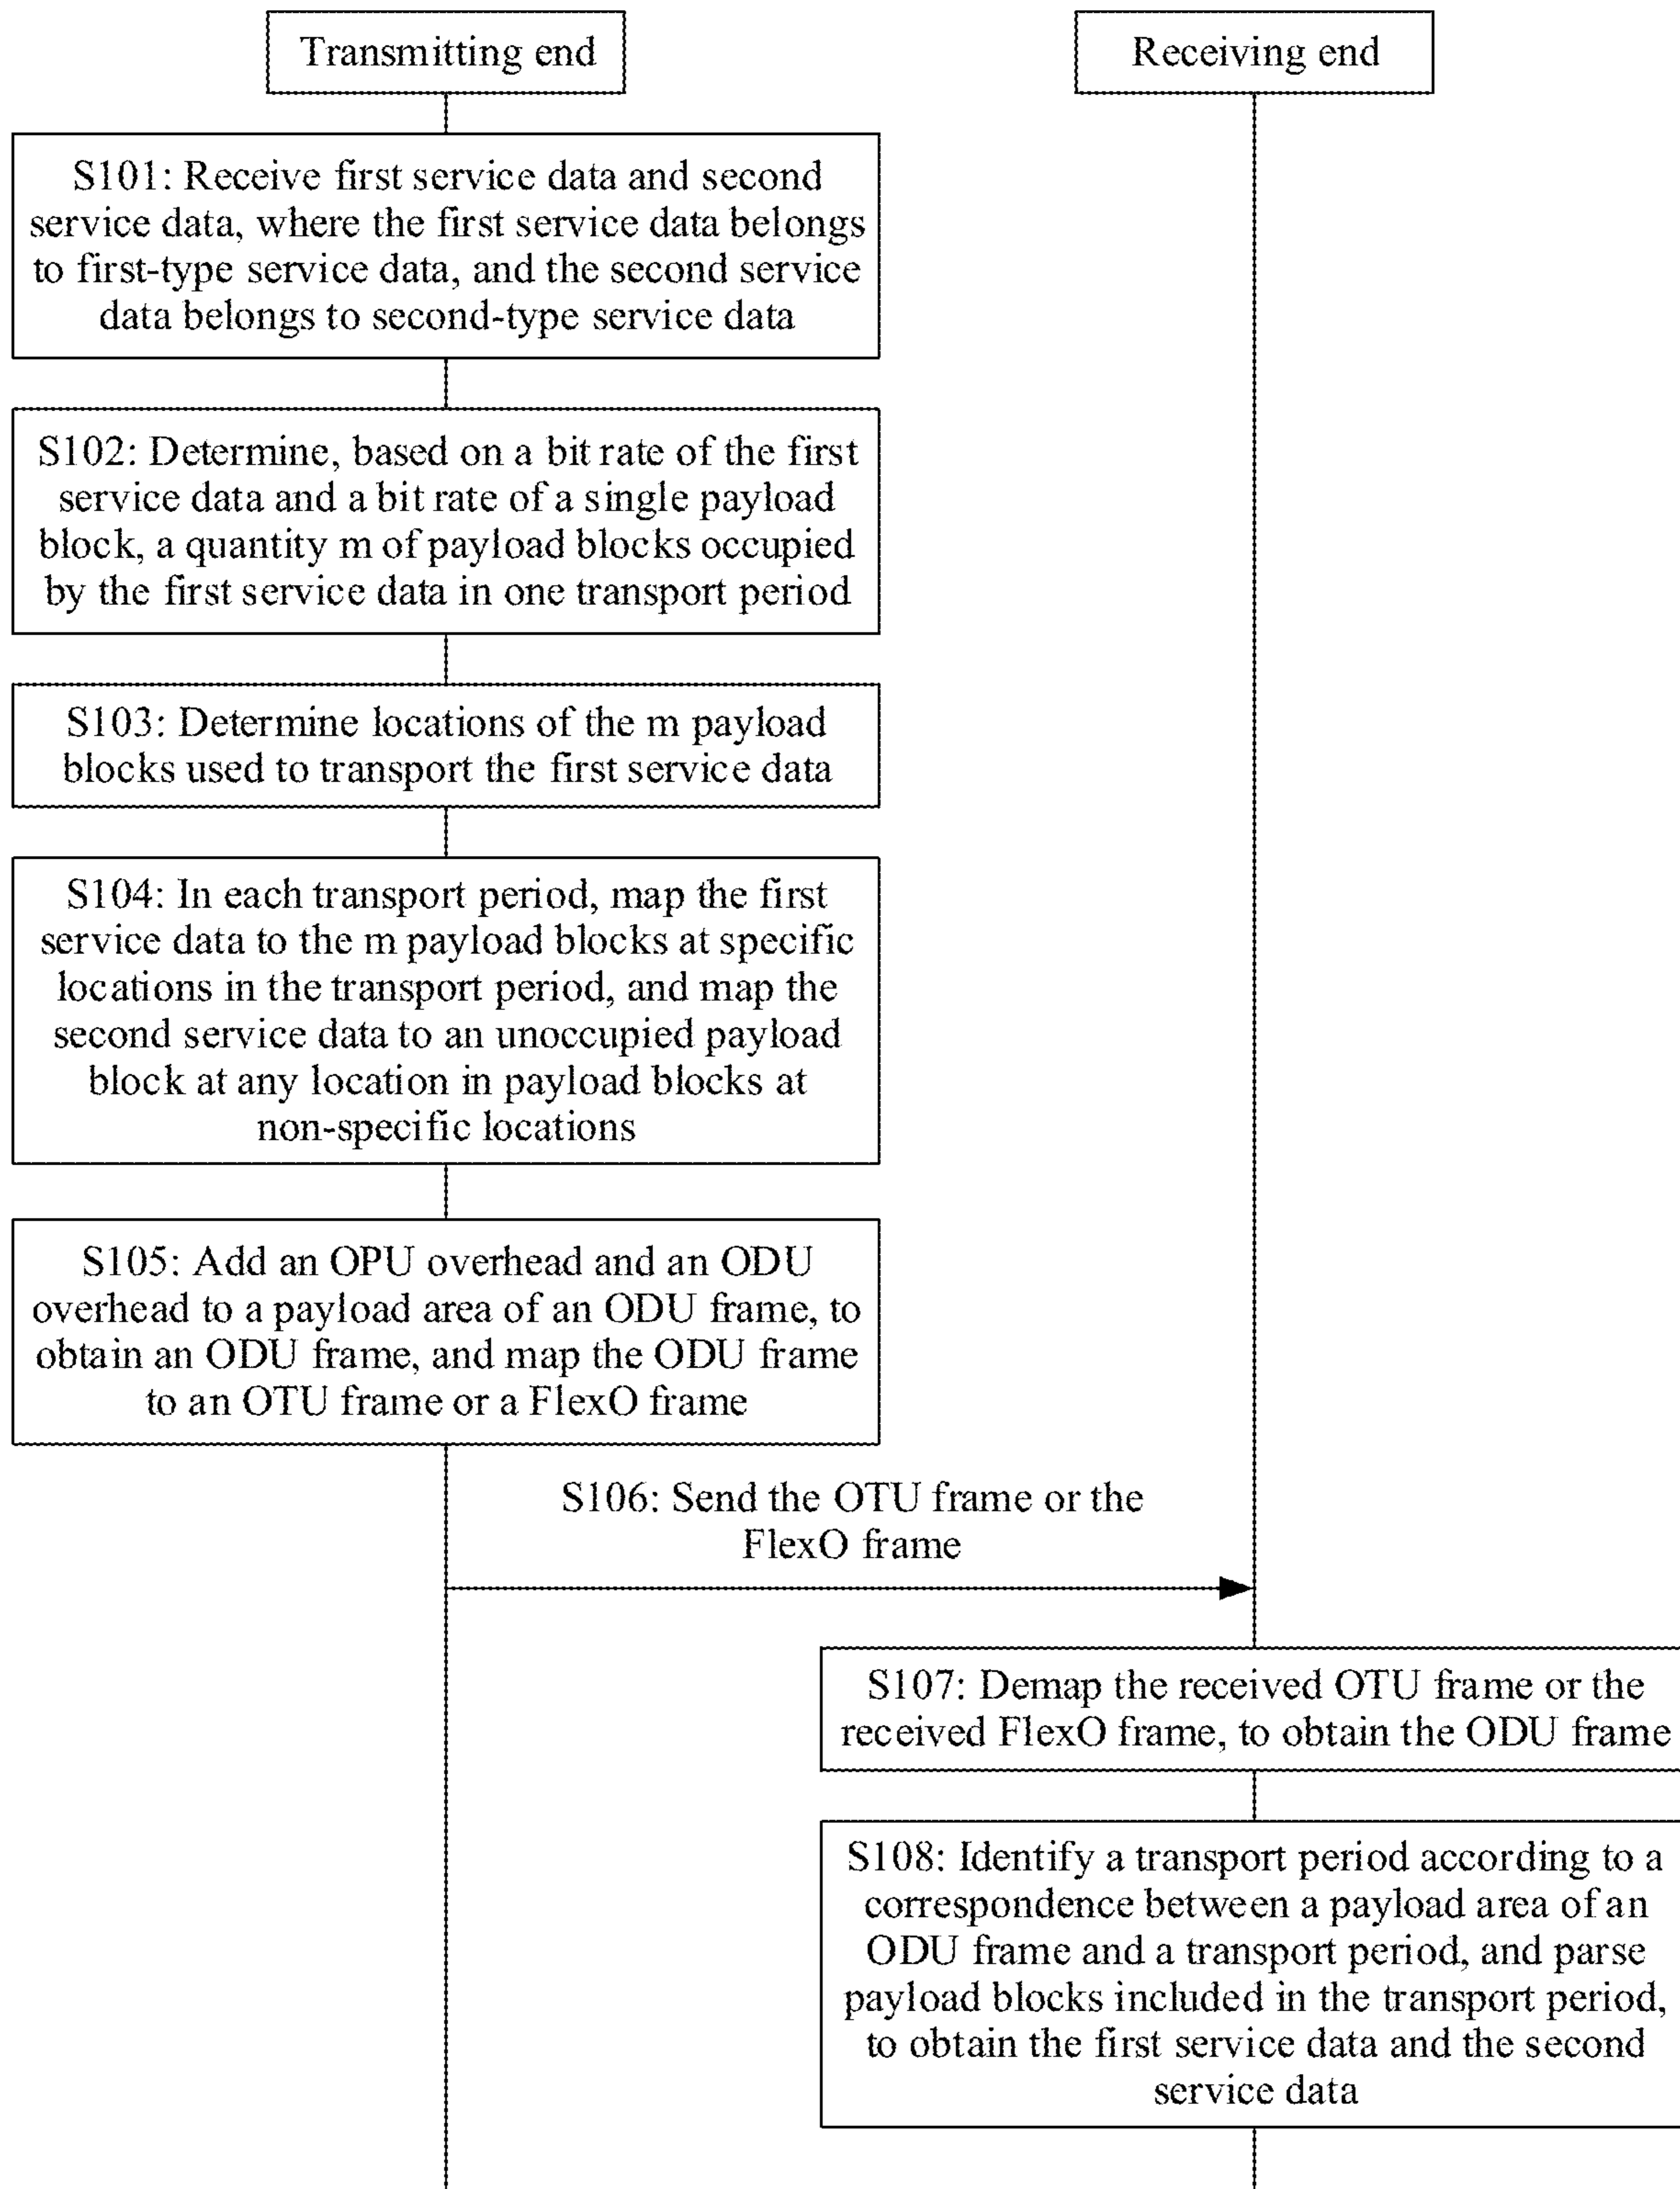 Transmitting end
Receiving end
S101: Receive first service data and second
service data, where the first service data belongs
to first-type service data, and the second service
data belongs to second-type service data
S102: Determine, based on a bit rate of the first
service data and a bit rate of a single payload
block, a quantity m of payload blocks occupied
by the first service data in one transport period
S103: Determine locations of the m payload
blocks used to transport the first service data
S104: In each transport period, map the first
service data to the m payload blocks at specific
locations in the transport period, and map the
second service data to an unoccupied payload
block at any location in payload blocks at
non-specific locations
S105: Add an OPU overhead and an ODU
overhead to a payload area of an ODU frame, to
obtain an ODU frame, and map the ODU frame
to an OTU frame or a FlexO frame
S106: Send the OTU frame or the
FlexO frame
S107: Demap the received OTU frame or the
received FlexO frame, to obtain the ODU frame
S108: Identify a transport period according to a
correspondence between a payload area of an
ODU frame and a transport period, and parse
payload blocks included in the transport period,
to obtain the first service data and the second
service data